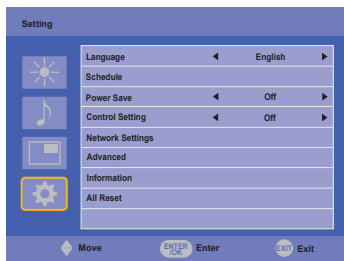 Setting
Language English
Schedule
Power Save Off
Control Setting Off
Network Settings
Advanced
Information
All Reset
Move ENTER /OK Enter EXIT Exit